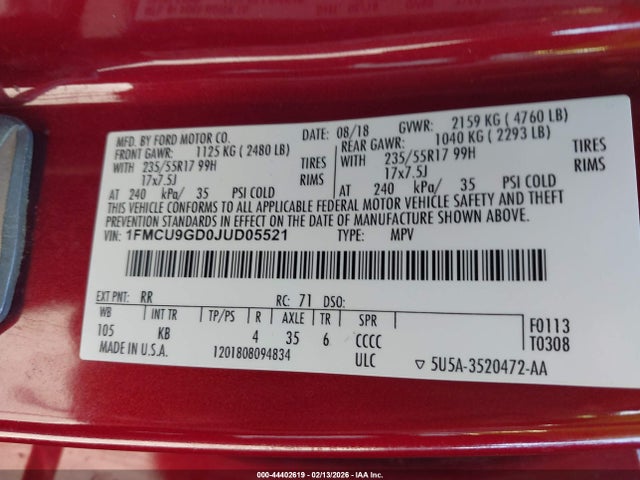 MFD. BY FORD MOTOR CO.
DATE: 08/18 GVWR: 2159 KG ( 4760 LB)
FRONT GAWR: 1125 KG ( 2480 LB) REAR GAWR: 1040 KG ( 2293 LB)
WITH 235/55R17 99H TIRES WITH 235/55R17 99H TIRES
17x7.5J RIMS 17x7.5J RIMS
AT 240 kPa/ 35 PSI COLD AT 240 kPa/ 35 PSI COLD
THIS VEHICLE CONFORMS TO ALL APPLICABLE FEDERAL MOTOR VEHICLE SAFETY AND THEFT
PREVENTION STANDARDS IN EFFECT ON THE DATE OF MANUFACTURE SHOWN ABOVE.
VIN: 1FMCU9GD0JUD05521 TYPE: MPV
EXT PNT: RR RC: 71 DSO:
WB INT TR TP/PS R AXLE TR SPR F0113
105 KB 4 35 6 CCCC T0308
MADE IN U.S.A. 1201808094834 ULC ▽ 5U5A-3520472-AA
000-44402619 - 02/13/2026 - IAA Inc.